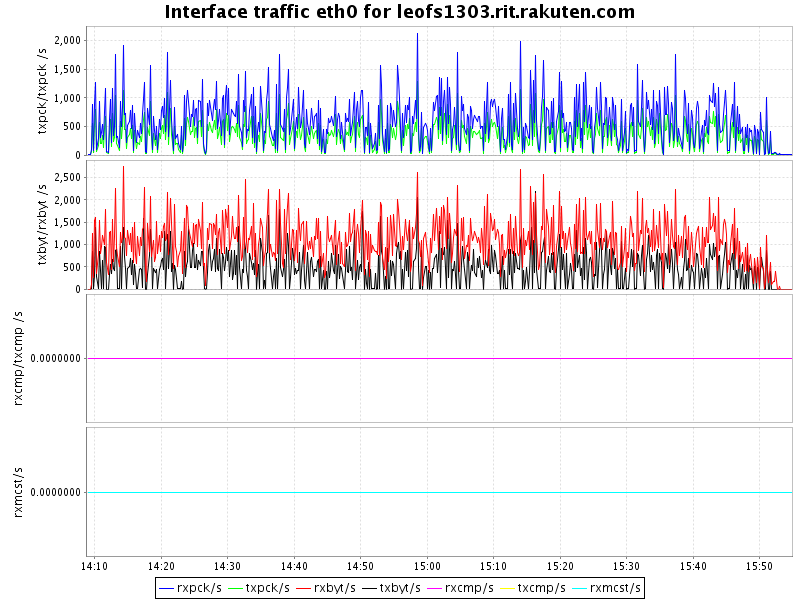 Interface traffic eth0 for leofs1303.rit.rakuten.com
txpck/txpck /s
2,000
1,500
1,000
500
0
txbyt/rxbyt /s
2,500
2,000
1,500
1,000
500
0
rxcmp/txcmp /s
0.0000000
rxmcst/s
0.0000000
14:10 14:20 14:30 14:40 14:50 15:00 15:10 15:20 15:30 15:40 15:50
rxpck/s txpck/s rxbyt/s txbyt/s rxcmp/s txcmp/s rxmcst/s